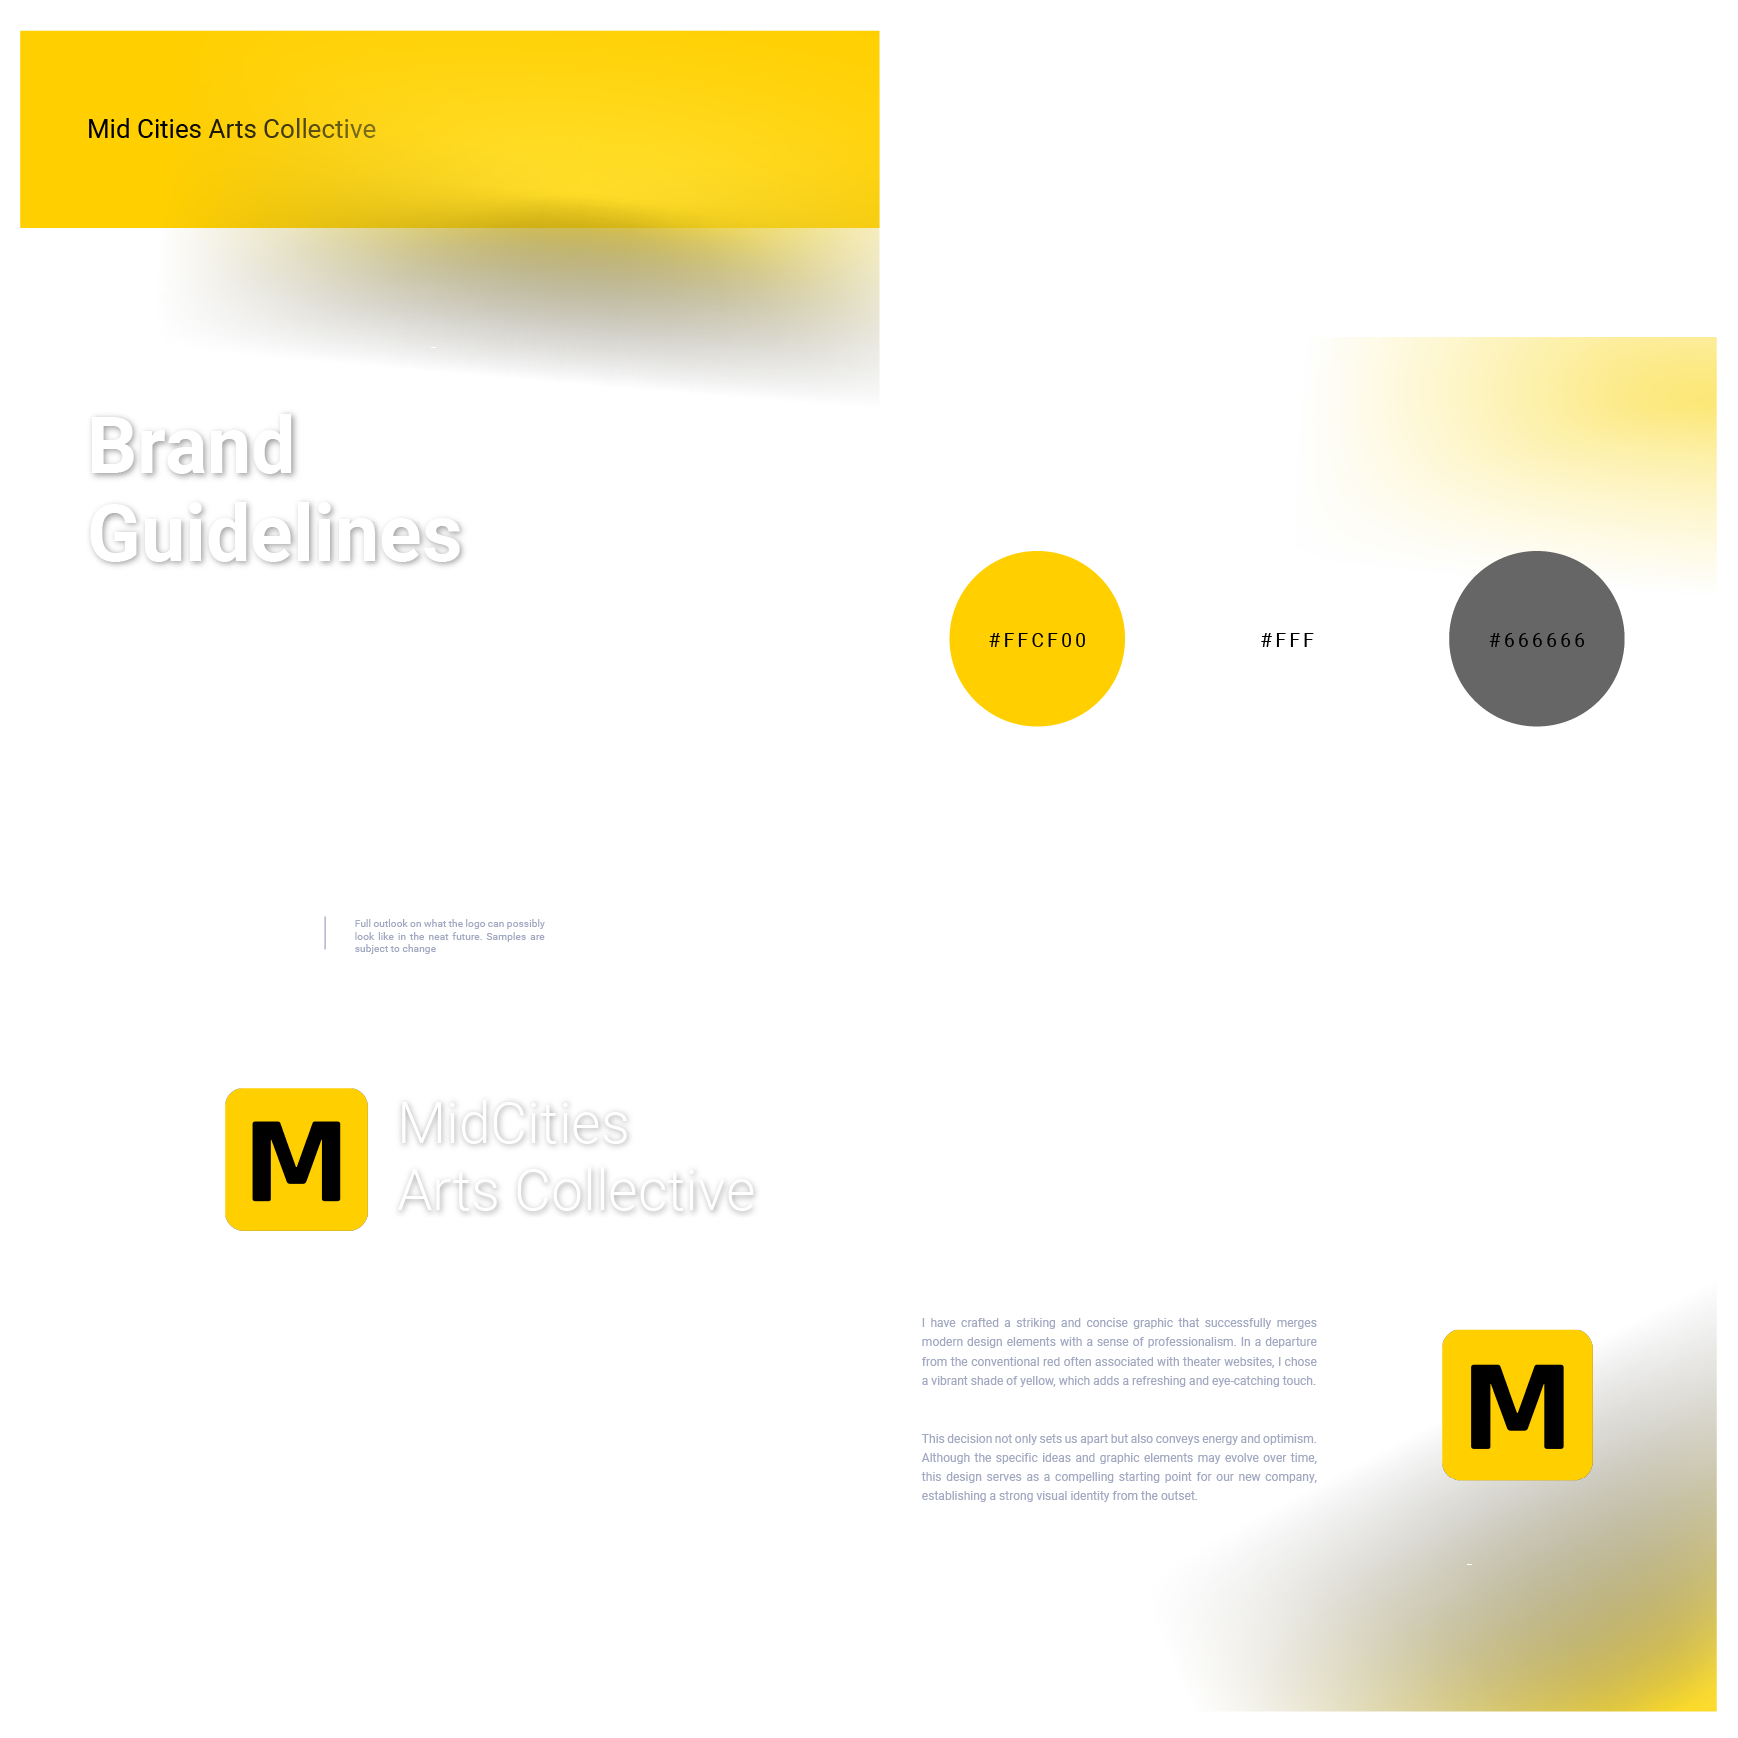 Mid Cities Arts Collective
Brand
Guidelines
#FFCF00
#FFF
#666666
Full outlook on what the logo can possibly
look like in the neat future. Samples are
subject to change
M
MidCities
Arts Collective
I have crafted a striking and concise graphic that successfully merges
modern design elements with a sense of professionalism. In a departure
from the conventional red often associated with theater websites, I chose
a vibrant shade of yellow, which adds a refreshing and eye-catching touch.
This decision not only sets us apart but also conveys energy and optimism.
Although the specific ideas and graphic elements may evolve over time,
this design serves as a compelling starting point for our new company,
establishing a strong visual identity from the outset.
M